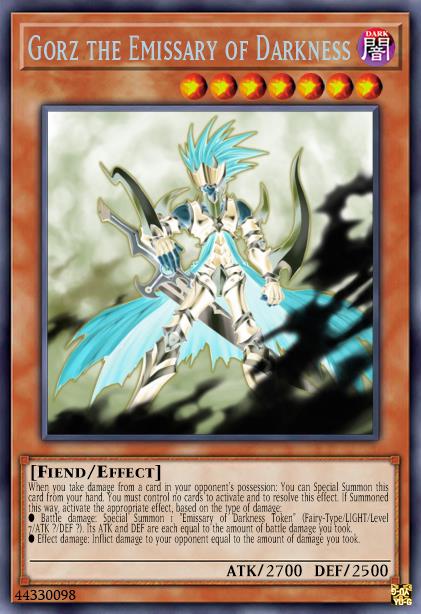 Gorz the Emissary of Darkness
DARK
闇
[Fiend/Effect]
When you take damage from a card in your opponent's possession: You can Special Summon this
card from your hand. You must control no cards to activate and to resolve this effect. If Summoned
this way, activate the appropriate effect, based on the type of damage:
● Battle damage: Special Summon 1 "Emissary of Darkness Token" (Fairy-Type/LIGHT/Level
7/ATK ?/DEF ?). Its ATK and DEF are each equal to the amount of battle damage you took.
● Effect damage: Inflict damage to your opponent equal to the amount of damage you took.
ATK/2700 DEF/2500
44330098